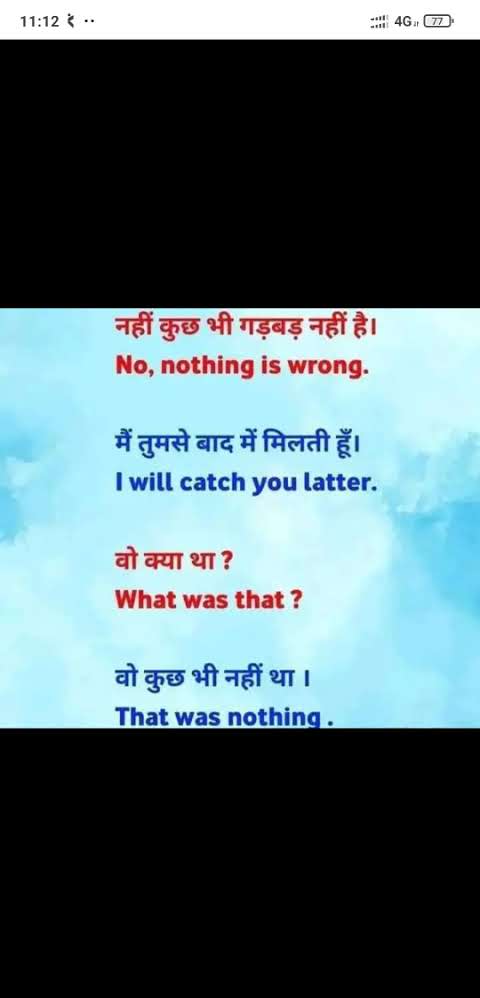 11:12
4G
77
नहीं कुछ भी गड़बड़ नहीं है।
No, nothing is wrong.
मैं तुमसे बाद में मिलती हूँ।
I will catch you latter.
वो क्या था ?
What was that ?
वो कुछ भी नहीं था ।
That was nothing .